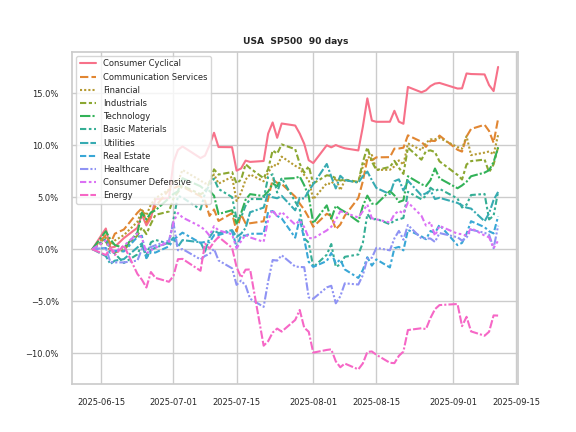 USA SP500 90 days
Consumer Cyclical
Communication Services
Financial
Industrials
Technology
Basic Materials
Utilities
Real Estate
Healthcare
Consumer Defensive
Energy
15.0%
10.0%
5.0%
0.0%
−5.0%
−10.0%
2025-06-15 2025-07-01 2025-07-15 2025-08-01 2025-08-15 2025-09-01 2025-09-15